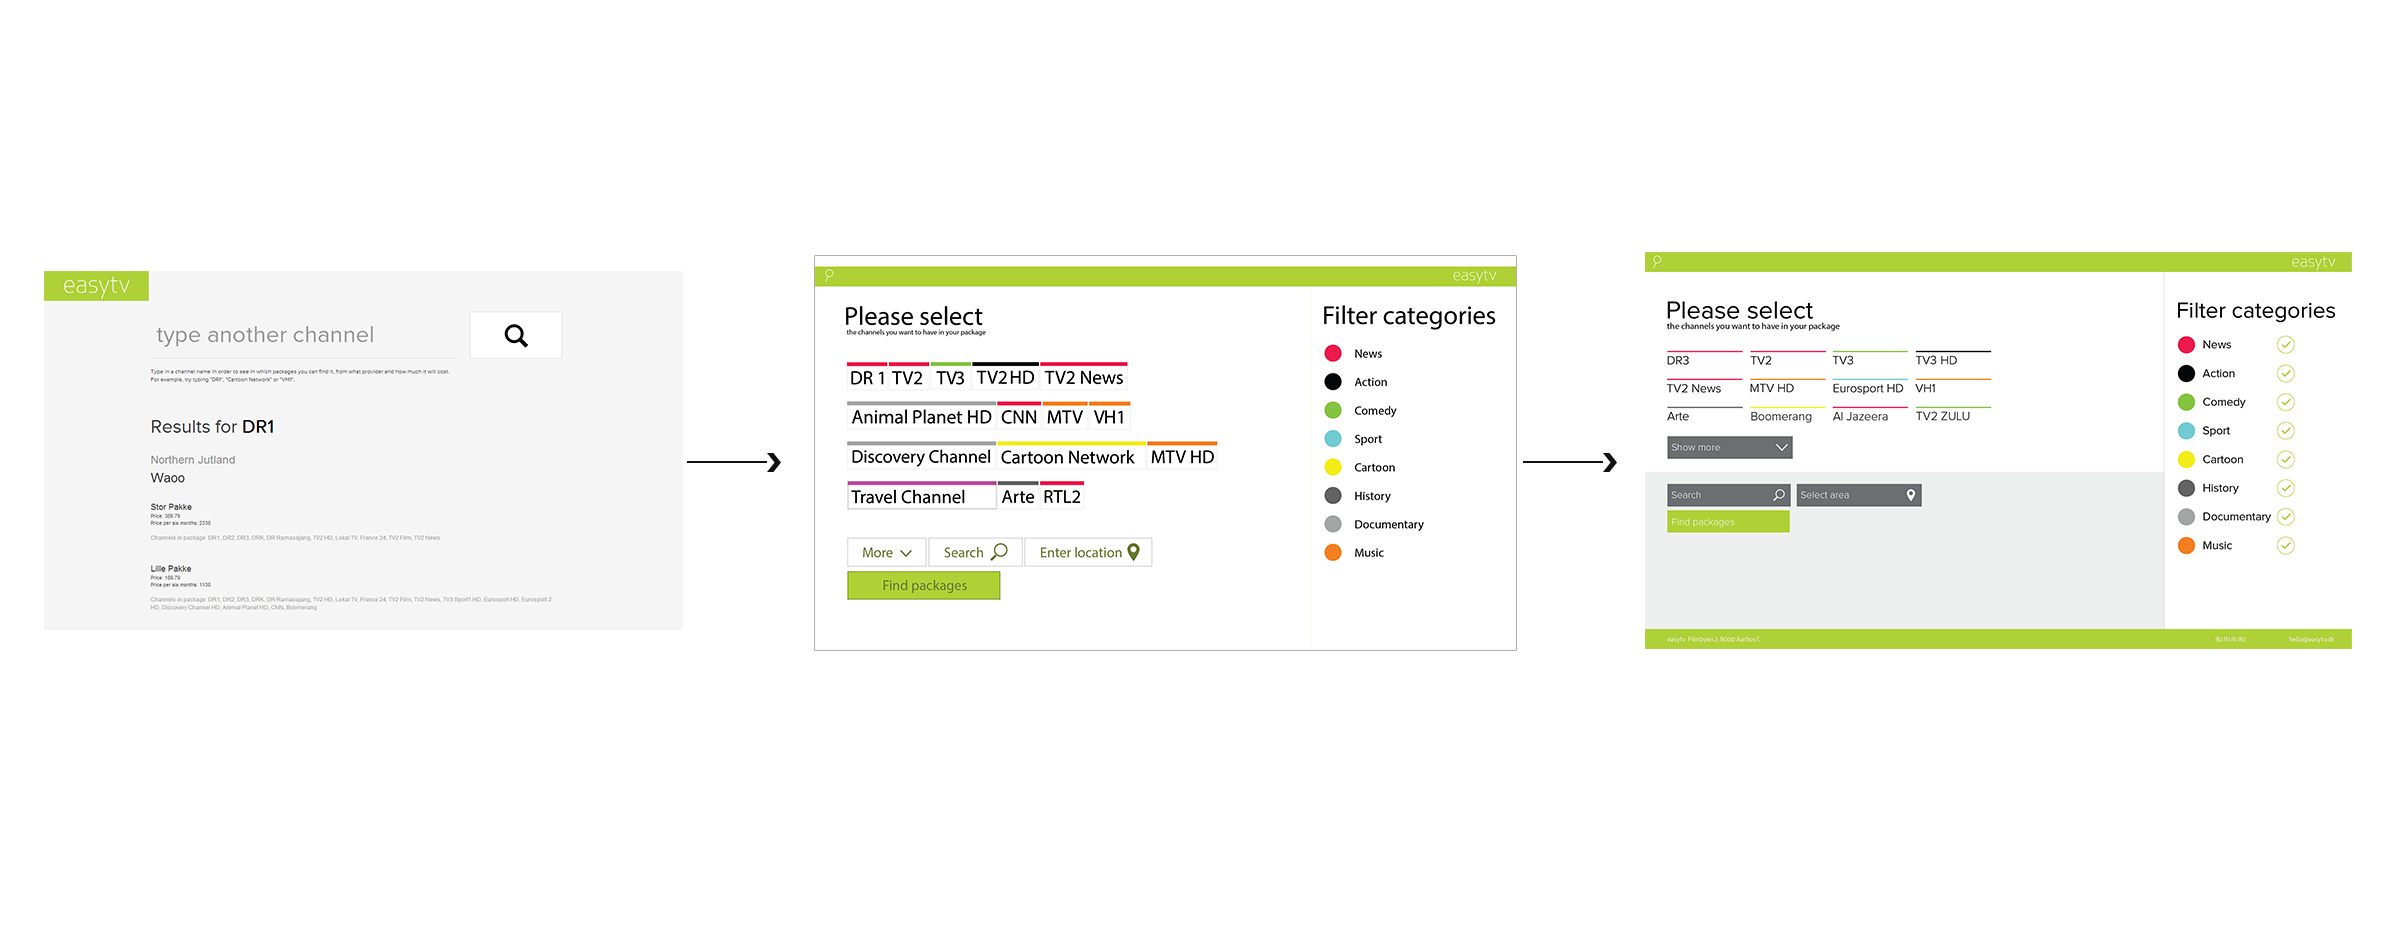 easytv
type another channel
Type in a channel name in order to see in which packages you can find it, from what provider and how much it will cost.
For example, try typing "DR1", "Cartoon Network" or "VH1".
Results for DR1
Northern Jutland
Waoo
Stor Pakke
Price: 389.79
Price per six months: 2338
Channels in package: DR1, DR2, DR3, DRK, DR Ramasajang, TV2 HD, Lokal TV, France 24, TV2 Film, TV2 News
Lille Pakke
Price: 189.79
Price per six months: 1138
Channels in package: DR1, DR2, DR3, DRK, DR Ramasajang, TV2 HD, Lokal TV, France 24, TV2 Film, TV2 News, TV3 Sport1 HD, Eurosport HD, Eurosport 2
HD, Discovery Channel HD, Animal Planet HD, CNN, Boomerang
easytv
Please select
the channels you want to have in your package
DR 1 TV2 TV3 TV2 HD TV2 News
Animal Planet HD CNN MTV VH1
Discovery Channel Cartoon Network MTV HD
Travel Channel Arte RTL2
More Search Enter location
Find packages
Filter categories
News
Action
Comedy
Sport
Cartoon
History
Documentary
Music
easytv
Please select
the channels you want to have in your package
DR3 TV2 TV3 TV3 HD
TV2 News MTV HD Eurosport HD VH1
Arte Boomerang Al Jazeera TV2 ZULU
Show more
Search Select area
Find packages
Filter categories
News
Action
Comedy
Sport
Cartoon
History
Documentary
Music
easytv Filmbyen 2, 8000 Aarhus C 80 81 81 80 hello@easytv.dk